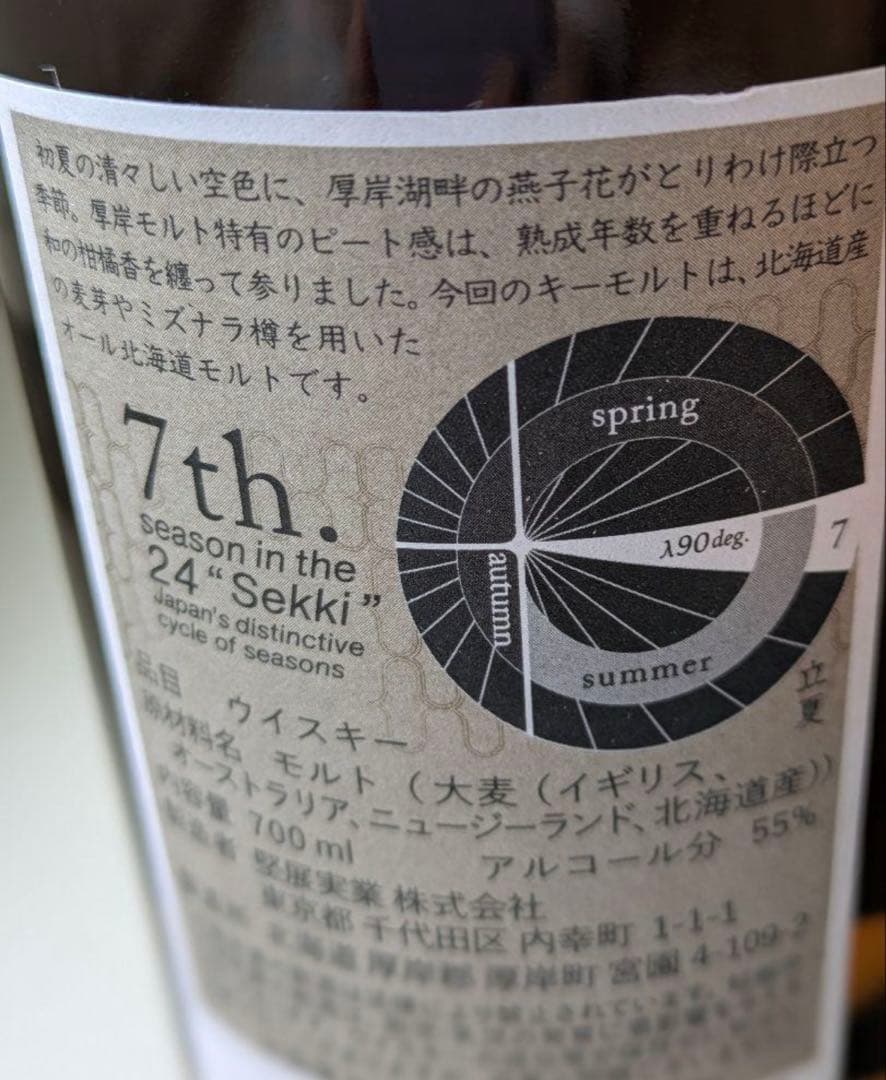 初夏の清々しい空色に、厚岸湖畔の燕子花がとりわけ際立つ
季節。厚岸モルト特有のピート感は、熟成年数を重ねるほどに
和の柑橘香を纏って参りました。今回のキーモルトは、北海道産
の麦芽やミズナラ樽を用いた
オール北海道モルトです。
7th.
season in the
24 “Sekki”
Japan's distinctive
cycle of seasons
spring
λ90deg.
7
autumn
summer
立夏
品目 ウイスキー
原材料名 モルト（大麦（イギリス、
オーストラリア、ニュージーランド、北海道産））
内容量 700 ml アルコール分 55%
製造者 堅展実業 株式会社
東京都 千代田区 内幸町 1-1-1
北海道 厚岸郡 厚岸町 宮園 4-109-2